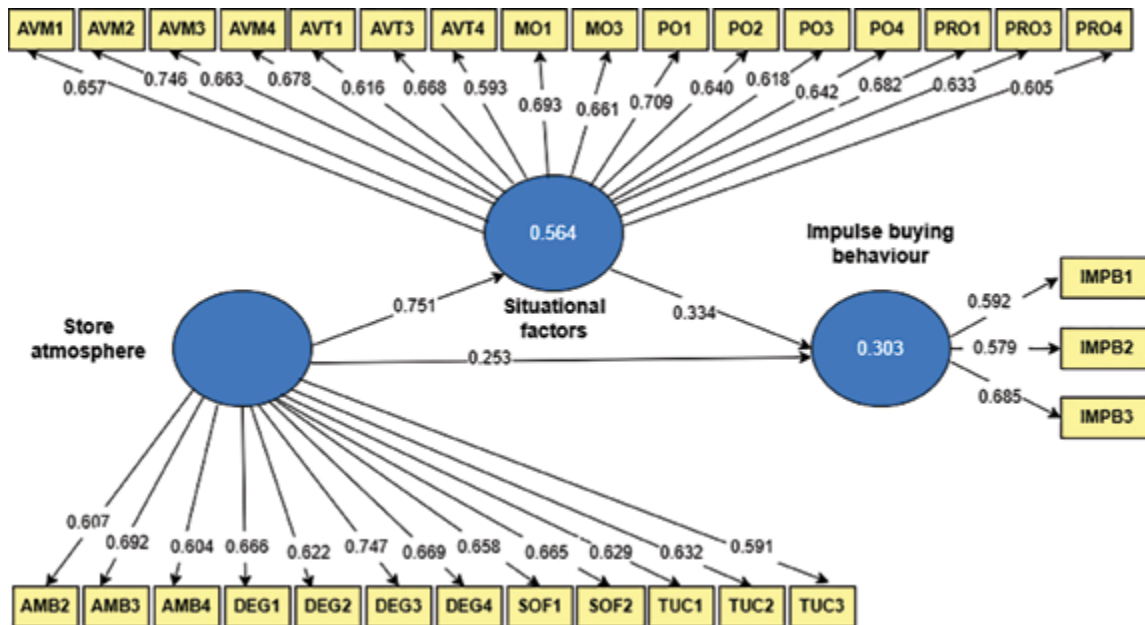 AVM1 AVM2 AVM3 AVM4 AVT1 AVT3 AVT4 MO1 MO3 PO1 PO2 PO3 PO4 PRO1 PRO3 PRO4
0.657 0.746 0.663 0.678 0.616 0.668 0.593 0.693 0.661 0.709 0.640 0.618 0.642 0.682 0.633 0.605
0.564
Impulse buying
behaviour
Situational
factors
Store
atmosphere
0.751
0.334
0.253
0.303
0.592
0.579
0.685
IMPB1
IMPB2
IMPB3
0.607 0.692 0.604 0.666 0.622 0.747 0.669 0.658 0.665 0.629 0.632 0.591
AMB2 AMB3 AMB4 DEG1 DEG2 DEG3 DEG4 SOF1 SOF2 TUC1 TUC2 TUC3